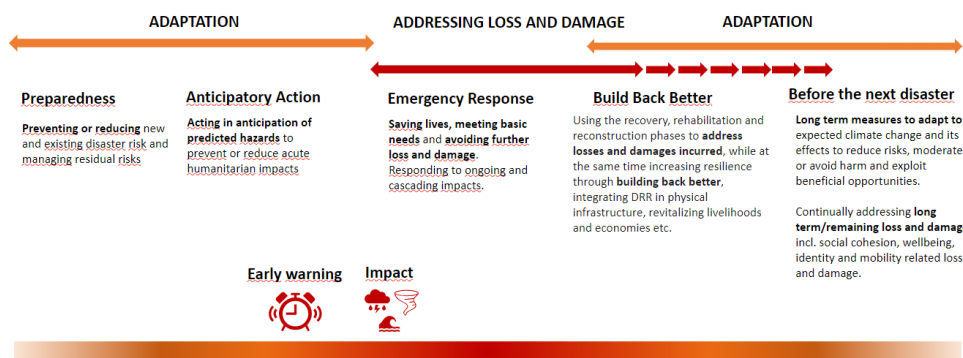 ADAPTATION
ADDRESSING LOSS AND DAMAGE
ADAPTATION
Preparedness
Preventing or reducing new
and existing disaster risk and
managing residual risks
Anticipatory Action
Acting in anticipation of
predicted hazards to
prevent or reduce acute
humanitarian impacts
Emergency Response
Saving lives, meeting basic
needs and avoiding further
loss and damage.
Responding to ongoing and
cascading impacts.
Build Back Better
Using the recovery, rehabilitation and
reconstruction phases to address
losses and damages incurred, while at
the same time increasing resilience
through building back better,
integrating DRR in physical
infrastructure, revitalizing livelihoods
and economies etc.
Before the next disaster
Long term measures to adapt to
expected climate change and its
effects to reduce risks, moderate
or avoid harm and exploit
beneficial opportunities.
Continually addressing long
term/remaining loss and damag
incl. social cohesion, wellbeing,
identity and mobility related loss
and damage.
Early warning
Impact